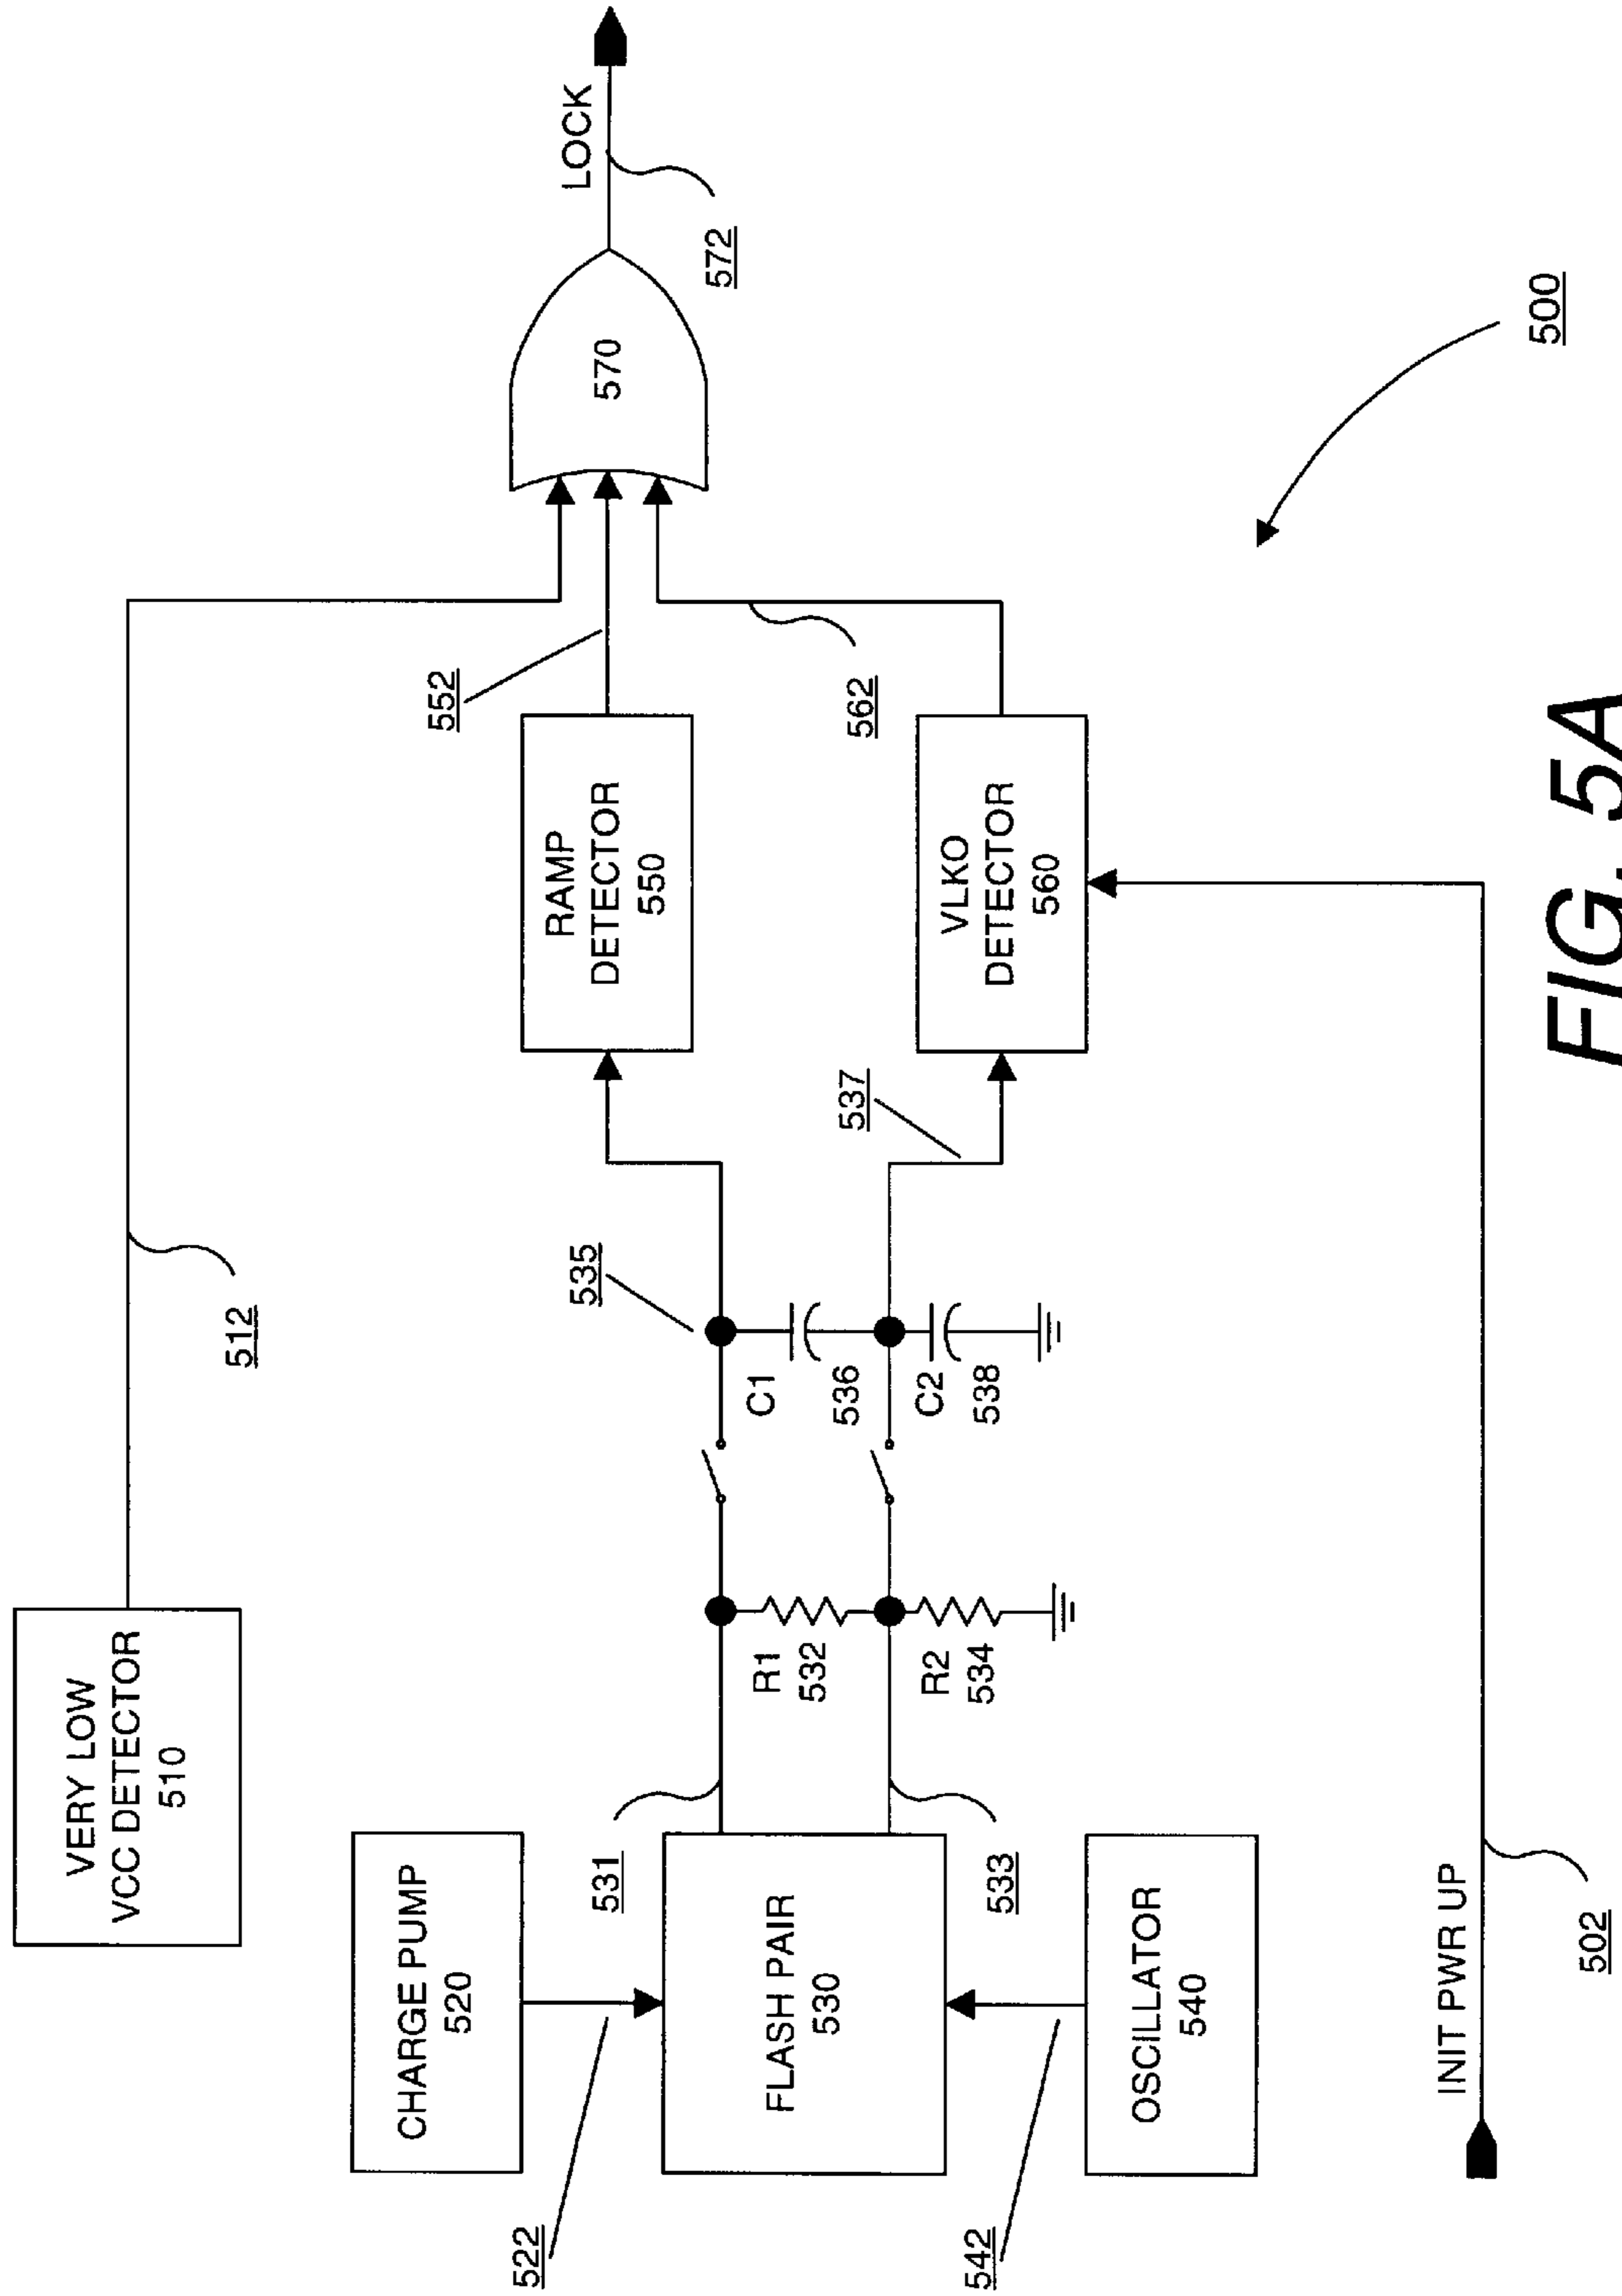 VERY LOW
VCC DETECTOR
510
512
CHARGE PUMP
520
522
FLASH PAIR
530
531
533
OSCILLATOR
540
542
R1
532
R2
534
535
C1
536
C2
538
537
RAMP
DETECTOR
550
552
VLKO
DETECTOR
560
562
570
LOCK
572
INIT PWR UP
502
500
FIG. 5A